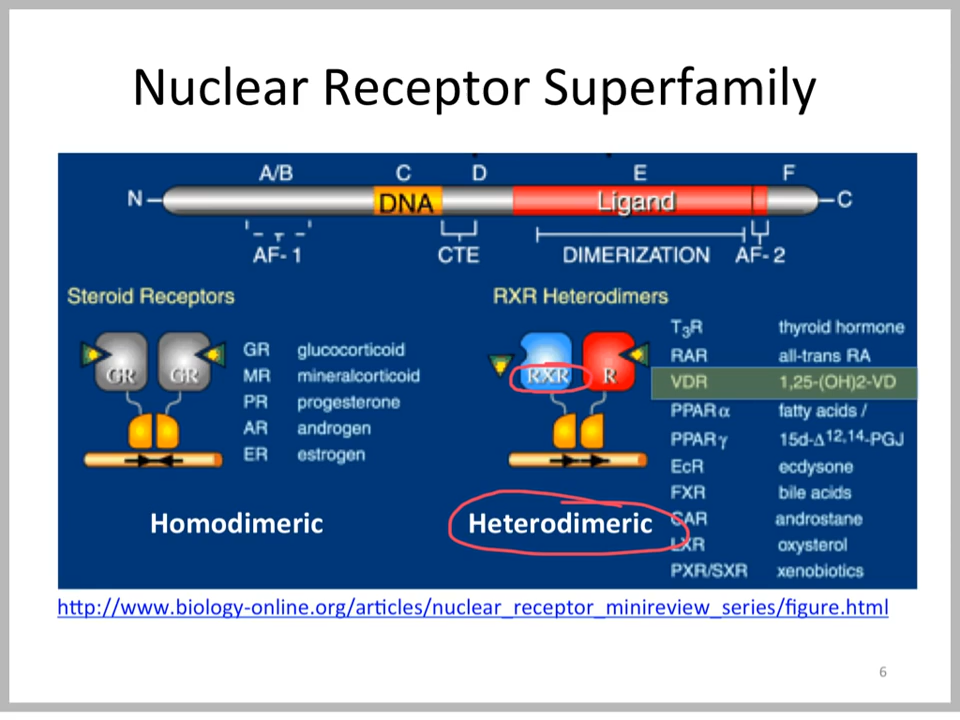 Nuclear Receptor Superfamily
A/B C D E F
N DNA Ligand C
AF-1 CTE DIMERIZATION AF-2
Steroid Receptors
GR GR
GR glucocorticoid
MR mineralcorticoid
PR progesterone
AR androgen
ER estrogen
Homodimeric
RXR Heterodimers
RXR R
T3R thyroid hormone
RAR all-trans RA
VDR 1,25-(OH)2-VD
PPARα fatty acids /
PPARγ 15d-Δ12,14-PGJ
EcR ecdysone
FXR bile acids
CAR androstane
LXR oxysterol
PXR/SXR xenobiotics
Heterodimeric
http://www.biology-online.org/articles/nuclear_receptor_minireview_series/figure.html
6